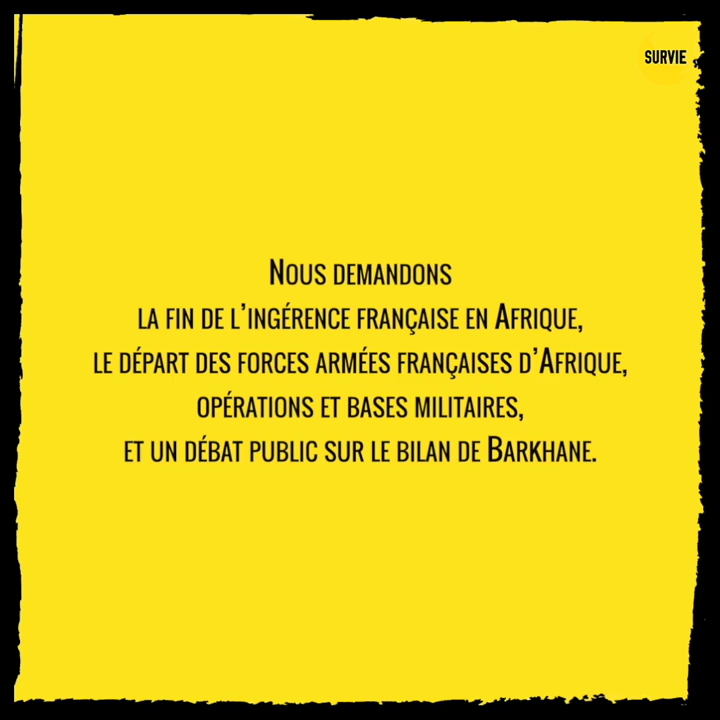 SURVIE
Nous demandons
la fin de l'ingérence française en Afrique,
le départ des forces armées françaises d'Afrique,
opérations et bases militaires,
et un débat public sur le bilan de Barkhane.